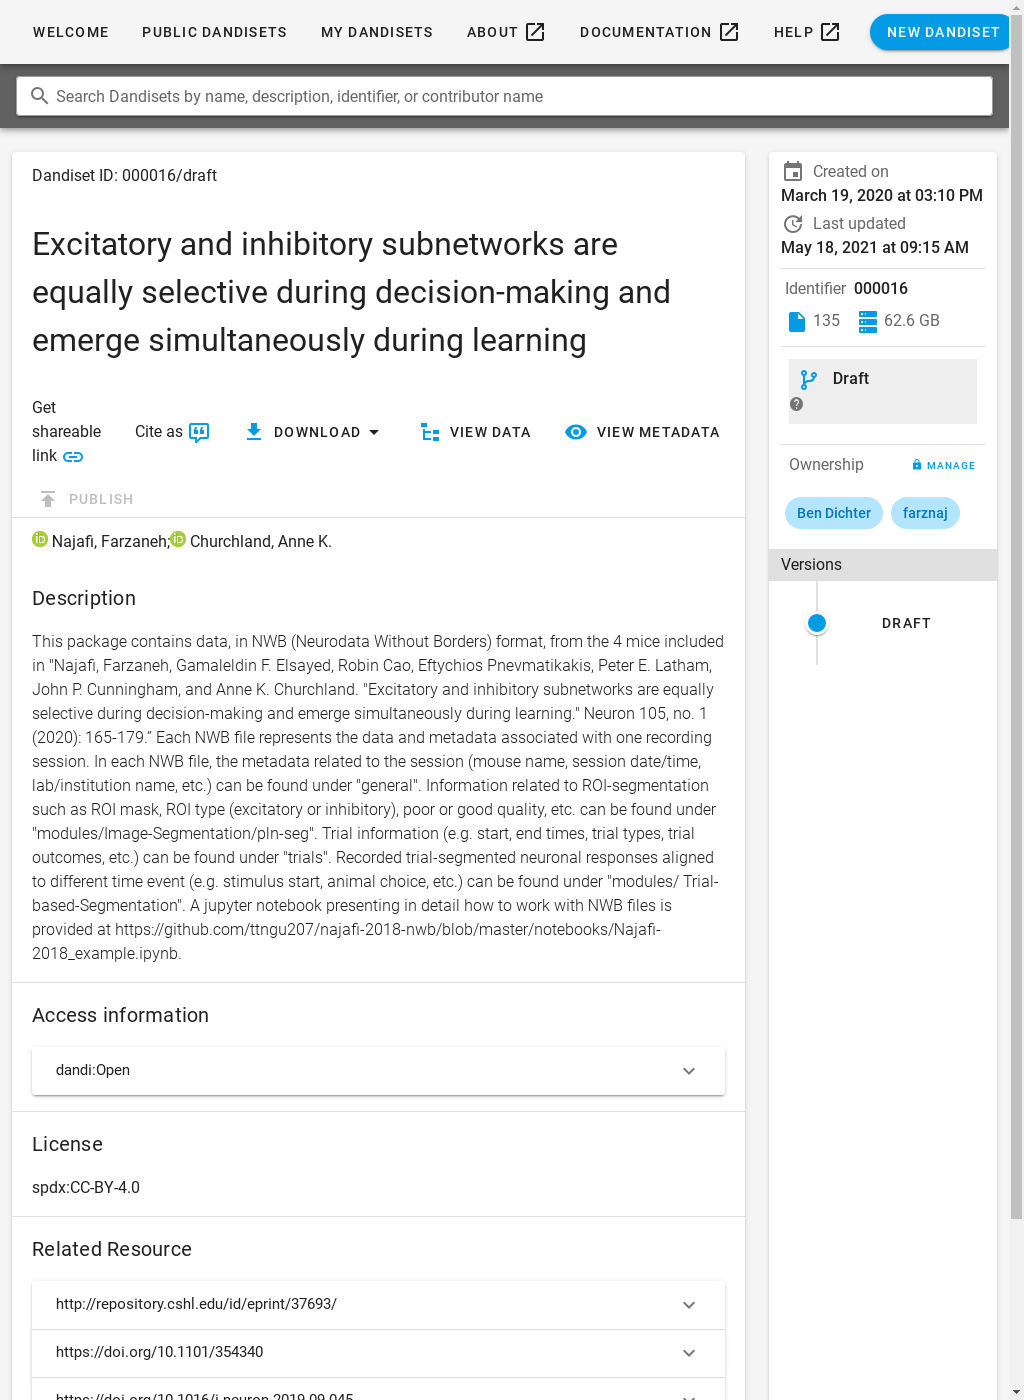 WELCOME PUBLIC DANDISETS MY DANDISETS ABOUT DOCUMENTATION HELP NEW DANDISET
Search Dandisets by name, description, identifier, or contributor name
Dandiset ID: 000016/draft
Excitatory and inhibitory subnetworks are
equally selective during decision-making and
emerge simultaneously during learning
Get
shareable
link
Cite as
DOWNLOAD
VIEW DATA
VIEW METADATA
PUBLISH
Najafi, Farzaneh; Churchland, Anne K.
Description
This package contains data, in NWB (Neurodata Without Borders) format, from the 4 mice included
in "Najafi, Farzaneh, Gamaleldin F. Elsayed, Robin Cao, Eftychios Pnevmatikakis, Peter E. Latham,
John P. Cunningham, and Anne K. Churchland. "Excitatory and inhibitory subnetworks are equally
selective during decision-making and emerge simultaneously during learning." Neuron 105, no. 1
(2020): 165-179.” Each NWB file represents the data and metadata associated with one recording
session. In each NWB file, the metadata related to the session (mouse name, session date/time,
lab/institution name, etc.) can be found under "general". Information related to ROI-segmentation
such as ROI mask, ROI type (excitatory or inhibitory), poor or good quality, etc. can be found under
"modules/Image-Segmentation/pln-seg". Trial information (e.g. start, end times, trial types, trial
outcomes, etc.) can be found under "trials". Recorded trial-segmented neuronal responses aligned
to different time event (e.g. stimulus start, animal choice, etc.) can be found under "modules/ Trial-
based-Segmentation". A jupyter notebook presenting in detail how to work with NWB files is
provided at https://github.com/ttngu207/najafi-2018-nwb/blob/master/notebooks/Najafi-
2018_example.ipynb.
Access information
dandi:Open
License
spdx:CC-BY-4.0
Related Resource
http://repository.cshl.edu/id/eprint/37693/
https://doi.org/10.1101/354340
https://doi.org/10.1016/j.neuron.2019.09.045
Created on
March 19, 2020 at 03:10 PM
Last updated
May 18, 2021 at 09:15 AM
Identifier 000016
135 62.6 GB
Draft
Ownership MANAGE
Ben Dichter farznaj
Versions
DRAFT